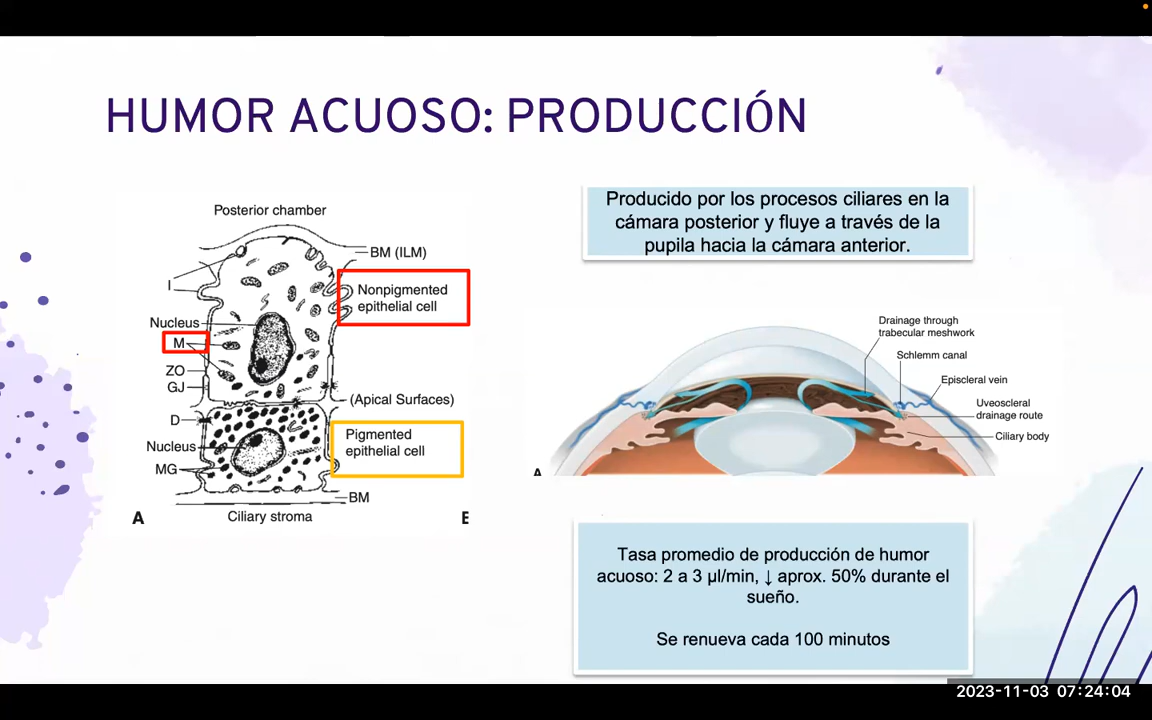 HUMOR ACUOSO: PRODUCCIÓN
Posterior chamber
BM (ILM)
I
Nonpigmented
epithelial cell
Nucleus
M
ZO
GJ
(Apical Surfaces)
D
Pigmented
epithelial cell
Nucleus
MG
BM
Ciliary stroma
A
E
Producido por los procesos ciliares en la
cámara posterior y fluye a través de la
pupila hacia la cámara anterior.
Drainage through
trabecular meshwork
Schlemm canal
Episcleral vein
Uveoscleral
drainage route
Ciliary body
A
Tasa promedio de producción de humor
acuoso: 2 a 3 µl/min, ↓ aprox. 50% durante el
sueño.
Se renueva cada 100 minutos
2023-11-03 07:24:04